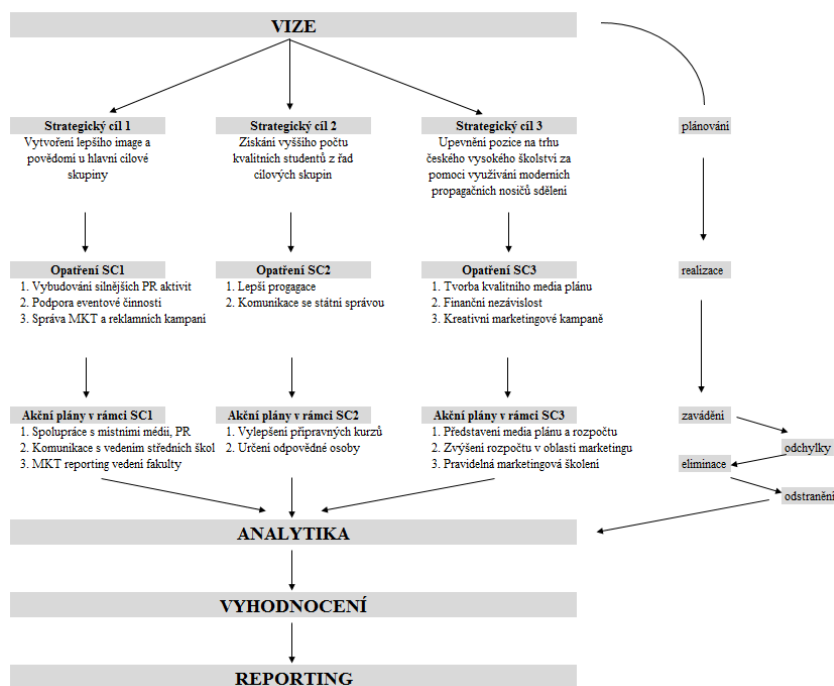 VIZE
Strategický cíl 1
Vytvoření lepšího image a
povědomí u hlavní cílové
skupiny
Strategický cíl 2
Získání vyššího počtu
kvalitních studentů z řad
cílových skupin
Strategický cíl 3
Upevnění pozice na trhu
českého vysokého školství za
pomoci využívání moderních
propagačních nosičů sdělení
plánování
Opatření SC1
1. Vybudování silnějších PR aktivit
2. Podpora eventové činnosti
3. Správa MKT a reklamních kampaní
Opatření SC2
1. Lepší progagace
2. Komunikace se státní správou
Opatření SC3
1. Tvorba kvalitního media plánu
2. Finanční nezávislost
3. Kreativní marketingové kampaně
realizace
Akční plány v rámci SC1
1. Spolupráce s místními médii, PR
2. Komunikace s vedením středních škol
3. MKT reporting vedení fakulty
Akční plány v rámci SC2
1. Vylepšení přípravných kurzů
2. Určení odpovědné osoby
Akční plány v rámci SC3
1. Představení media plánu a rozpočtu
2. Zvýšení rozpočtu v oblasti marketingu
3. Pravidelná marketingová školení
zavádění
odchylky
eliminace
odstranění
ANALYTIKA
VYHODNOCENÍ
REPORTING